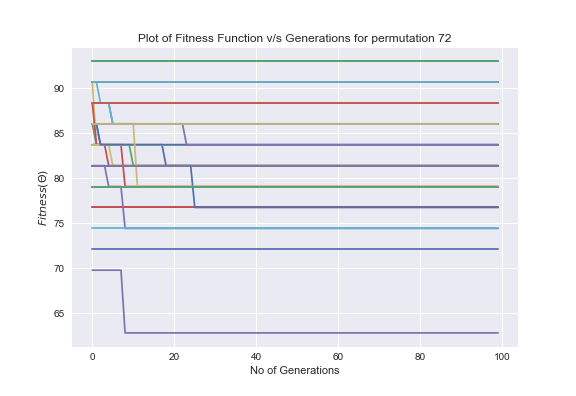 Plot of Fitness Function v/s Generations for permutation 72
Fitness(Θ)
90
85
80
75
70
65
0 20 40 60 80 100
No of Generations